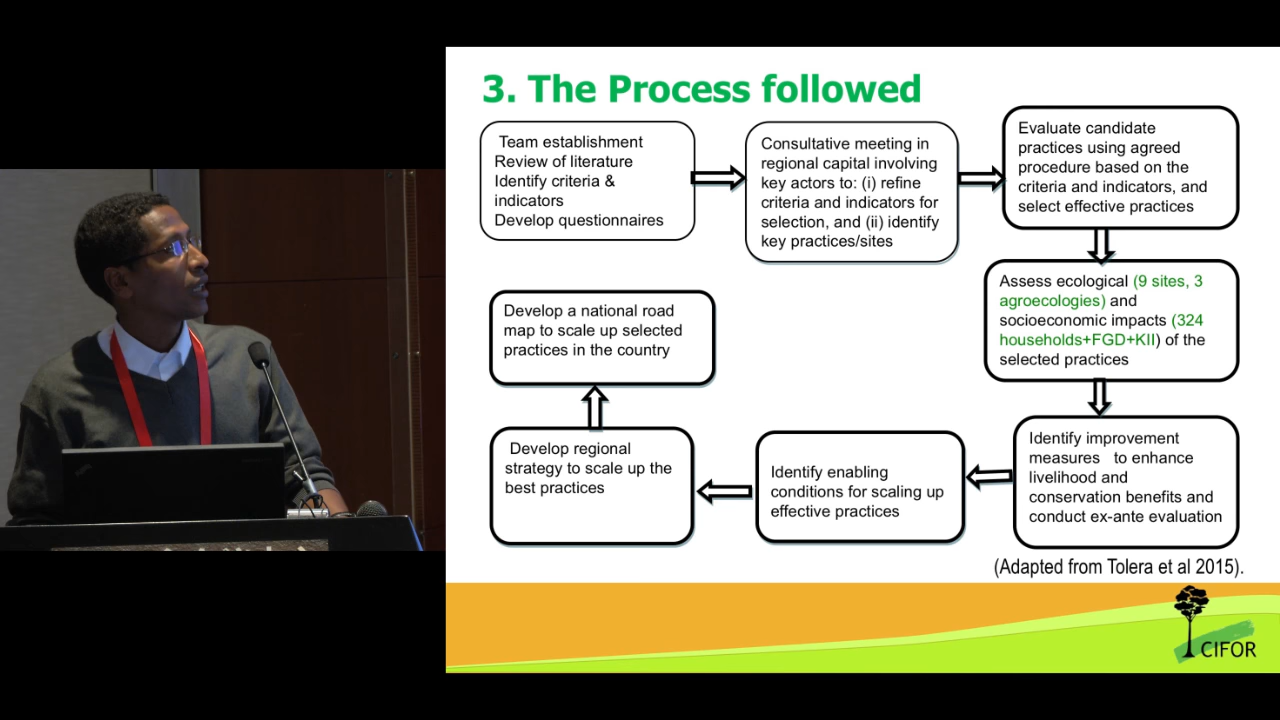 3. The Process followed
Team establishment
Review of literature
Identify criteria &
indicators
Develop questionnaires
Consultative meeting in
regional capital involving
key actors to: (i) refine
criteria and indicators for
selection, and (ii) identify
key practices/sites
Evaluate candidate
practices using agreed
procedure based on the
criteria and indicators, and
select effective practices
Assess ecological (9 sites, 3
agroecologies) and
socioeconomic impacts (324
households+FGD+KII) of the
selected practices
Identify improvement
measures to enhance
livelihood and
conservation benefits and
conduct ex-ante evaluation
Identify enabling
conditions for scaling up
effective practices
Develop regional
strategy to scale up the
best practices
Develop a national road
map to scale up selected
practices in the country
(Adapted from Tolera et al 2015).
CIFOR